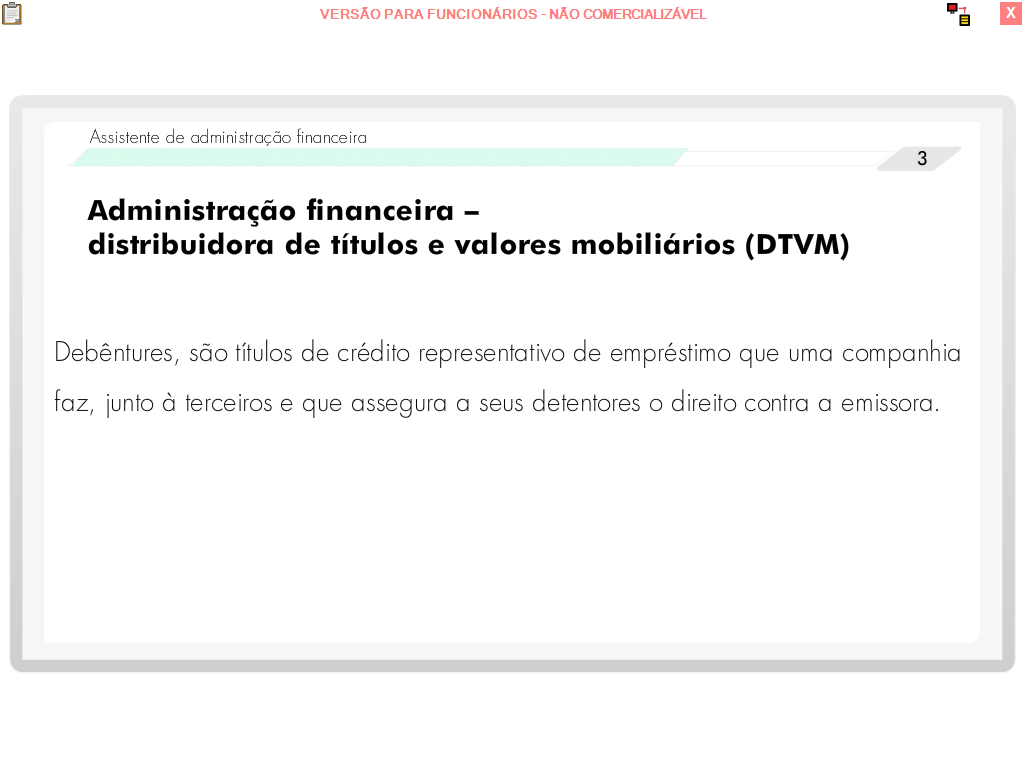 VERSÃO PARA FUNCIONÁRIOS - NÃO COMERCIALIZÁVEL
X
Assistente de administração financeira
3
Administração financeira –
distribuidora de títulos e valores mobiliários (DTVM)
Debêntures, são títulos de crédito representativo de empréstimo que uma companhia
faz, junto à terceiros e que assegura a seus detentores o direito contra a emissora.